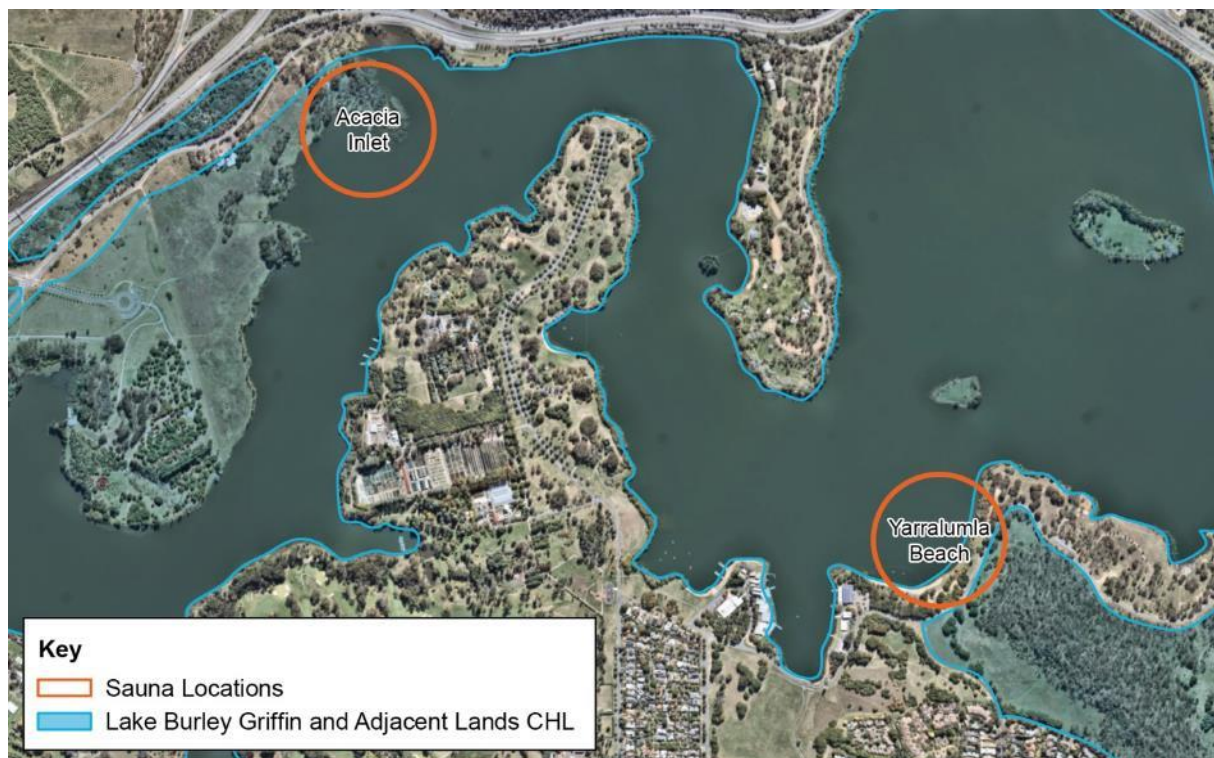 Acacia
Inlet
Yarralumla
Beach
Key
Sauna Locations
Lake Burley Griffin and Adjacent Lands CHL